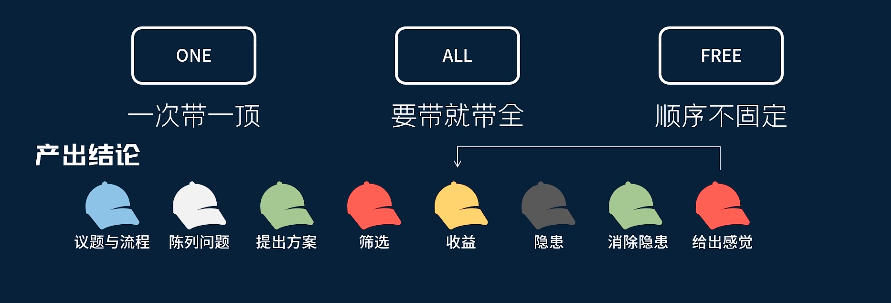 ONE
ALL
FREE
一次带一顶
要带就带全
顺序不固定
产出结论
议题与流程
陈列问题
提出方案
筛选
收益
隐患
消除隐患
给出感觉